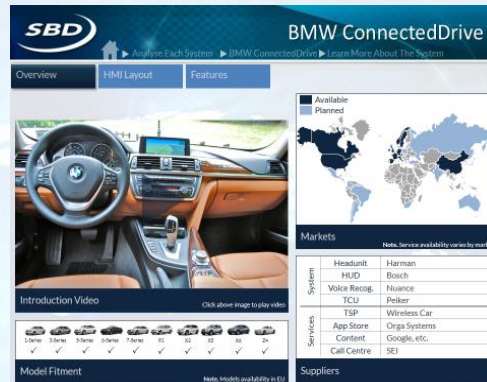 SBD
BMW ConnectedDrive
Analyse Each System ▶ BMW ConnectedDrive ▶ Learn More About The System
Overview
HMI Layout
Features
Available
Planned
Markets
Note. Service availability varies by
Introduction Video
Click above image to play video
System
Headunit Harman
HUD Bosch
Voice Recog. Nuance
TCU Peiker
Services
TSP Wireless Car
App Store Orga Systems
Content Google, etc.
Call Centre SEI
Suppliers
1-Series 3-Series 5-Series 6-Series 7-Series X1 X3 X5 X6 Z4
Model Fitment
Note. Models availability in EU